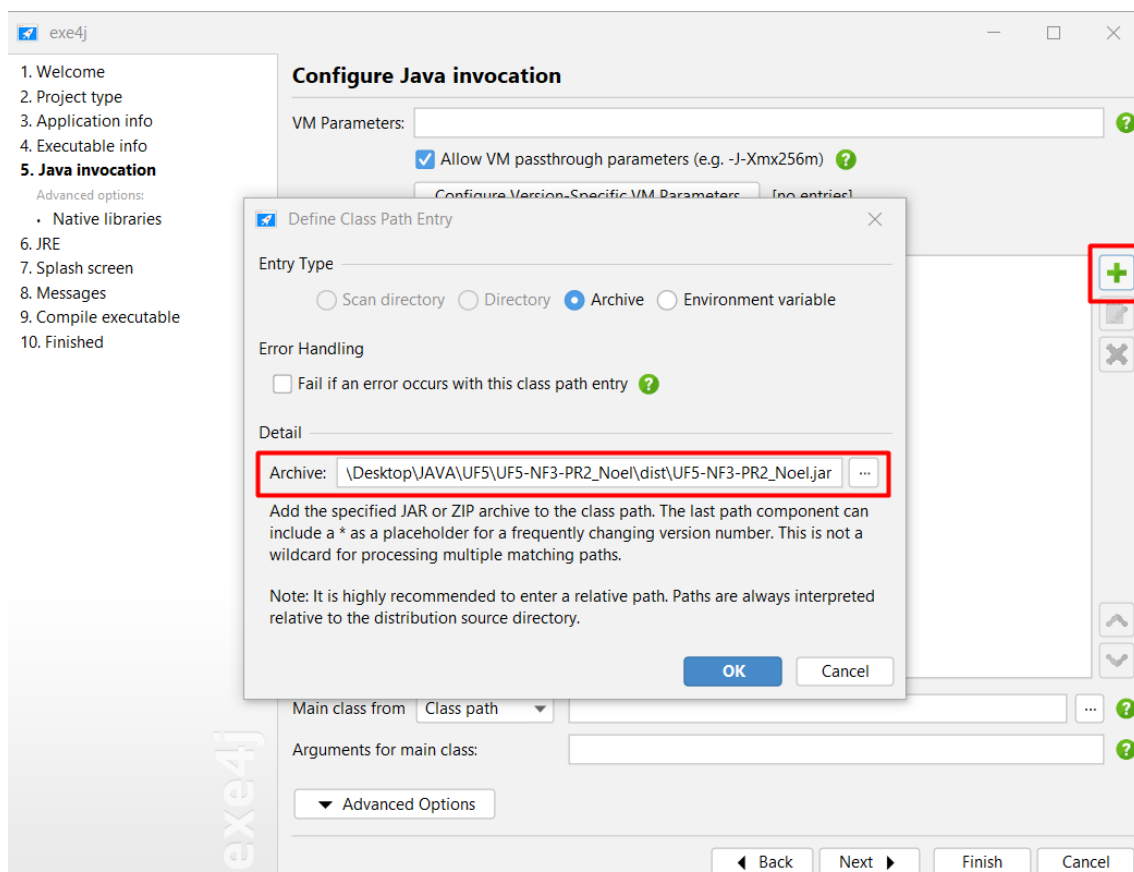 exe4j
1. Welcome
2. Project type
3. Application info
4. Executable info
5. Java invocation
Advanced options:
• Native libraries
6. JRE
7. Splash screen
8. Messages
9. Compile executable
10. Finished
exe4j
Configure Java invocation
VM Parameters:
Allow VM passthrough parameters (e.g. -J-Xmx256m)
Configure Version-Specific VM Parameters [no entries]
Define Class Path Entry
Entry Type
Scan directory Directory Archive Environment variable
Error Handling
Fail if an error occurs with this class path entry
Detail
Archive: \Desktop\JAVA\UF5\UF5-NF3-PR2_Noel\dist\UF5-NF3-PR2_Noel.jar ...
Add the specified JAR or ZIP archive to the class path. The last path component can
include a * as a placeholder for a frequently changing version number. This is not a
wildcard for processing multiple matching paths.
Note: It is highly recommended to enter a relative path. Paths are always interpreted
relative to the distribution source directory.
OK Cancel
Main class from Class path ...
Arguments for main class:
Advanced Options
Back Next Finish Cancel